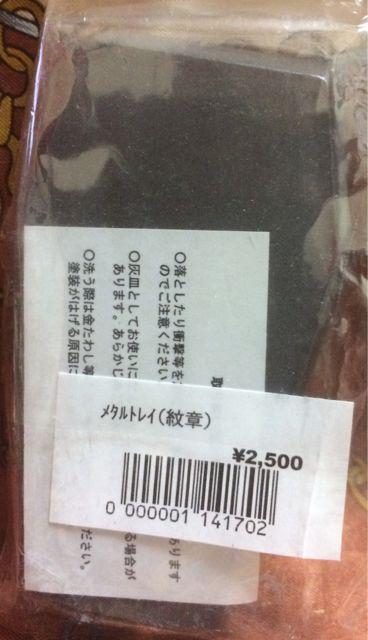 取
○落としたり衝撃等を あります
のでご注意ください
○灰皿としてお使いに る場合が
あります。あらかじ
○洗う際は金たわし等 ださい。
塗装がはげる原因に
ﾒﾀﾙﾄﾚｲ(紋章)
¥2,500
0 000001 141702